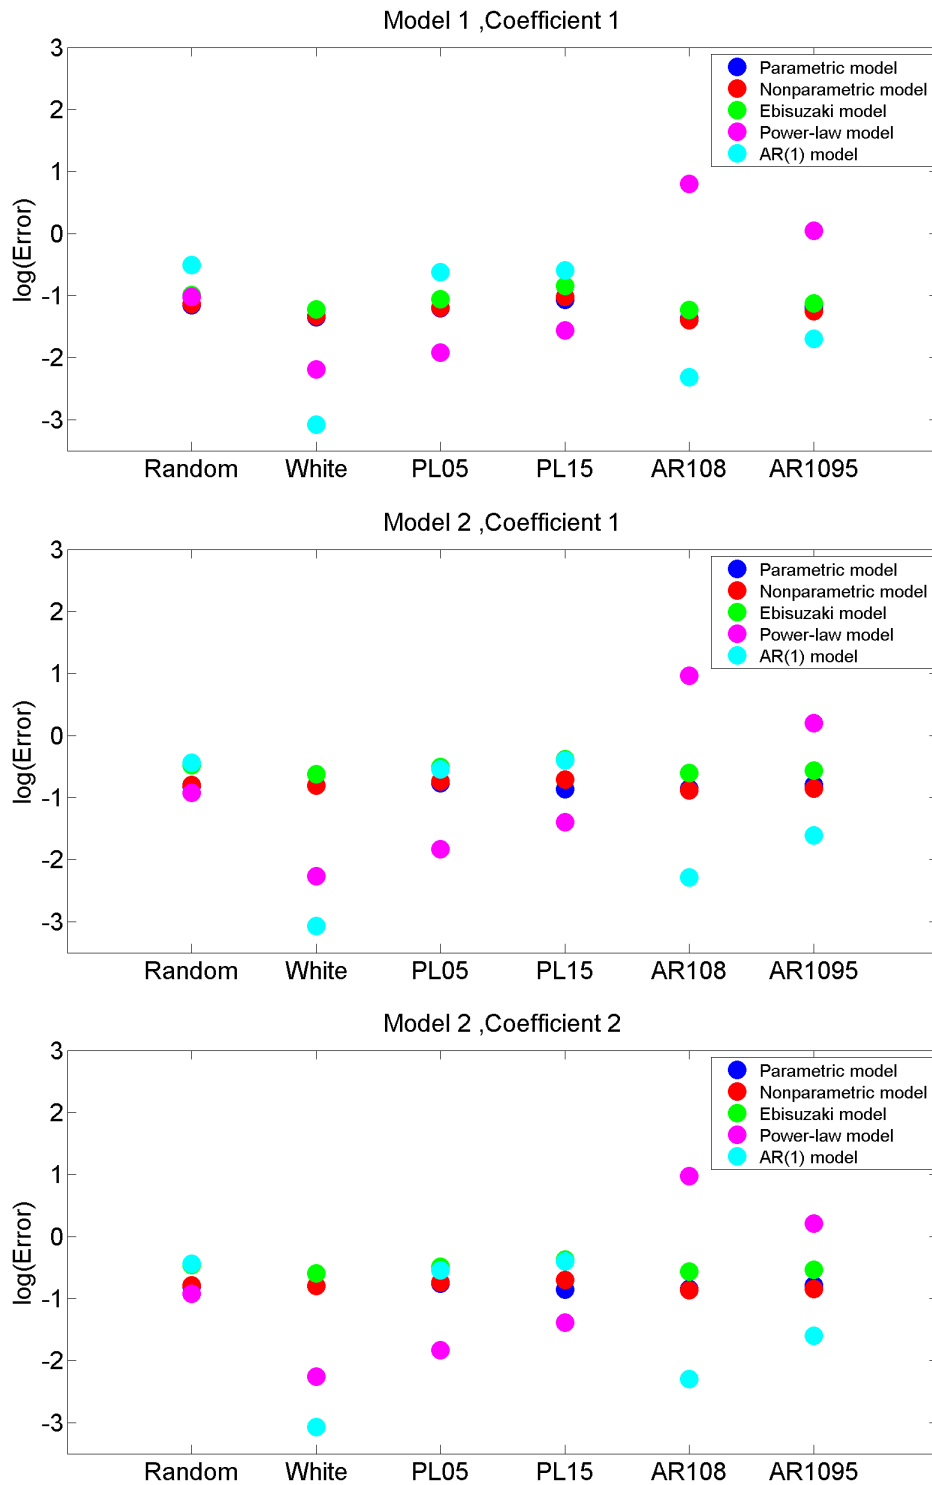 Model 1 ,Coefficient 1
3
2
1
0
-1
-2
-3
log(Error)
Parametric model
Nonparametric model
Ebisuzaki model
Power-law model
AR(1) model
Random White PL05 PL15 AR108 AR1095
Model 2 ,Coefficient 1
3
2
1
0
-1
-2
-3
log(Error)
Parametric model
Nonparametric model
Ebisuzaki model
Power-law model
AR(1) model
Random White PL05 PL15 AR108 AR1095
Model 2 ,Coefficient 2
3
2
1
0
-1
-2
-3
log(Error)
Parametric model
Nonparametric model
Ebisuzaki model
Power-law model
AR(1) model
Random White PL05 PL15 AR108 AR1095